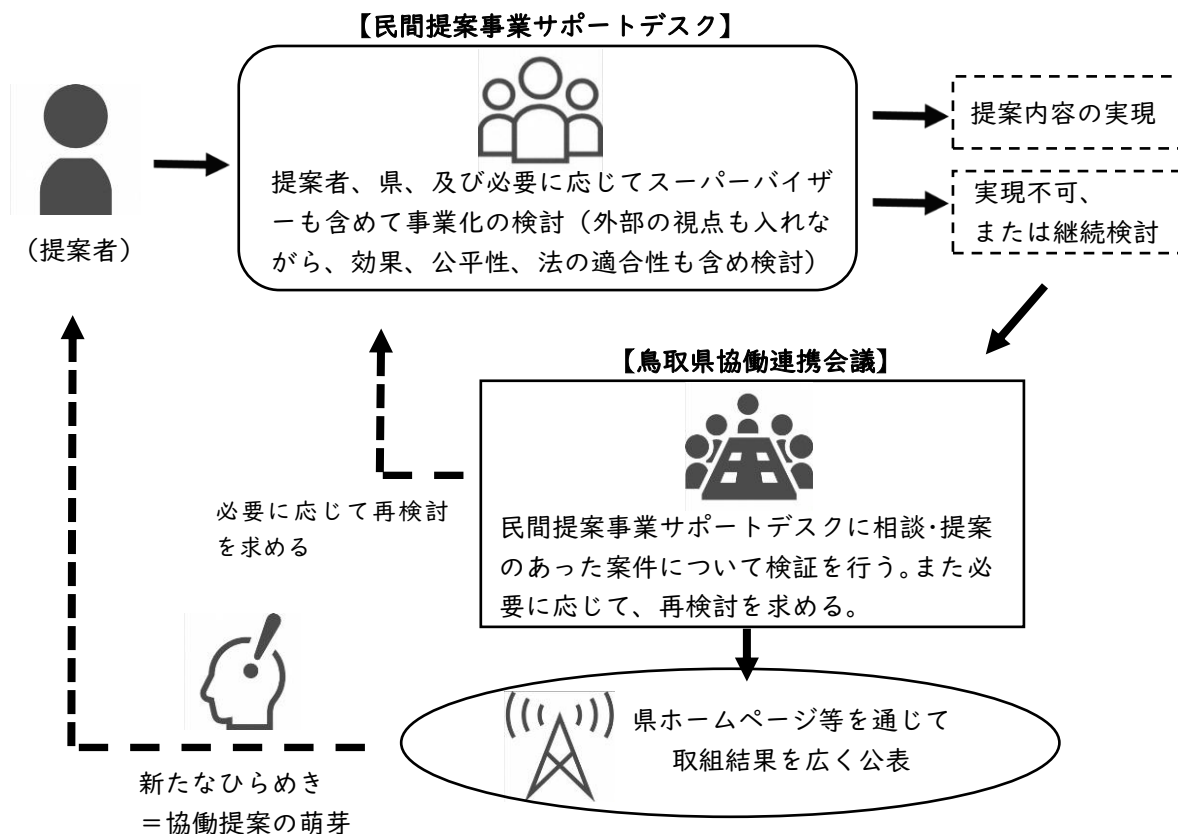 【民間提案事業サポートデスク】
(提案者)
提案者、県、及び必要に応じてスーパーバイザ
ーも含めて事業化の検討（外部の視点も入れな
がら、効果、公平性、法の適合性も含め検討）
提案内容の実現
実現不可、
または継続検討
【鳥取県協働連携会議】
民間提案事業サポートデスクに相談・提案
のあった案件について検証を行う。また必
要に応じて、再検討を求める。
必要に応じて再検討
を求める
県ホームページ等を通じて
取組結果を広く公表
新たなひらめき
＝協働提案の萌芽